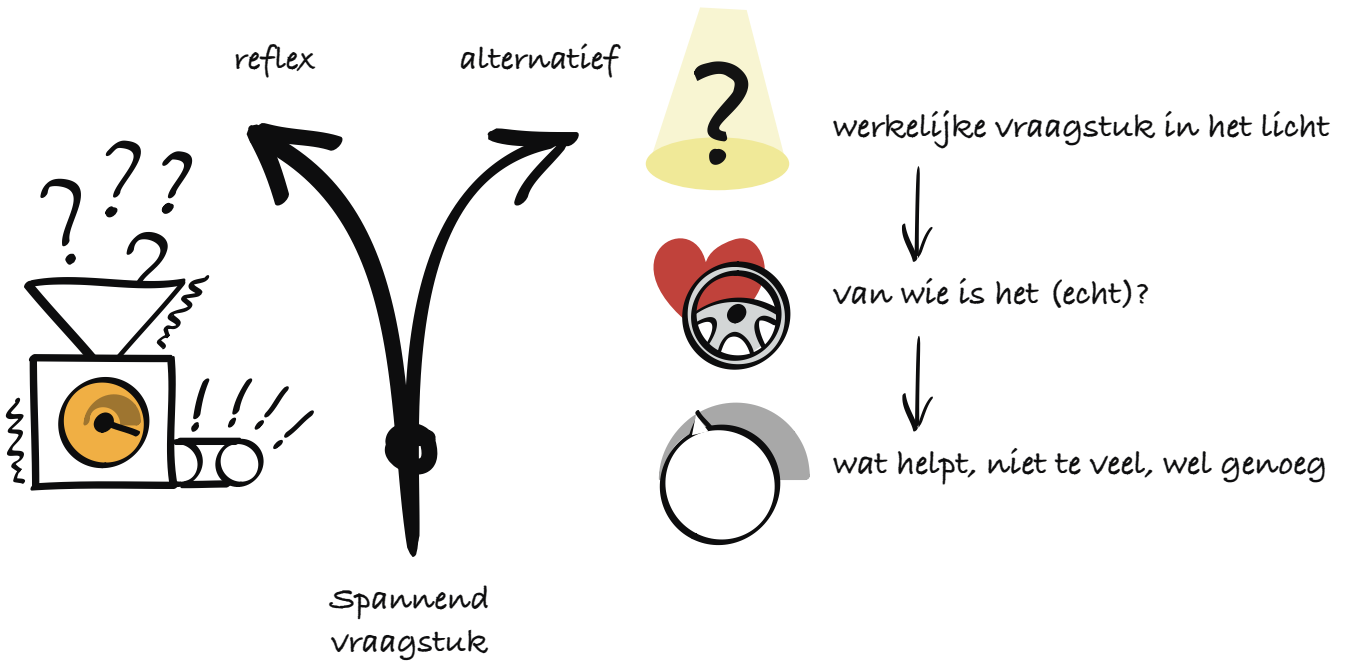 reflex
alternatief
werkelijke vraagstuk in het licht
van wie is het (echt)?
wat helpt, niet te veel, wel genoeg
Spannend
vraagstuk